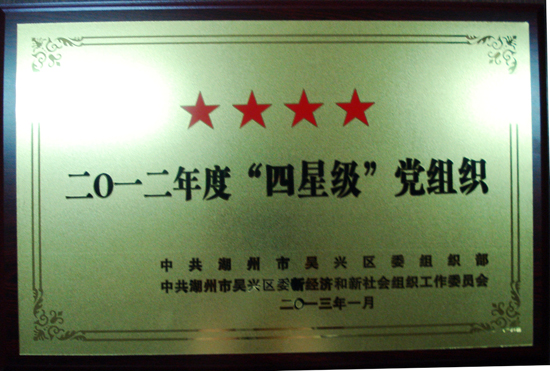 二〇一二年度“四星级”党组织
中共湖州市吴兴区委组织部
中共湖州市吴兴区委新经济和新社会组织工作委员会
二〇一三年一月